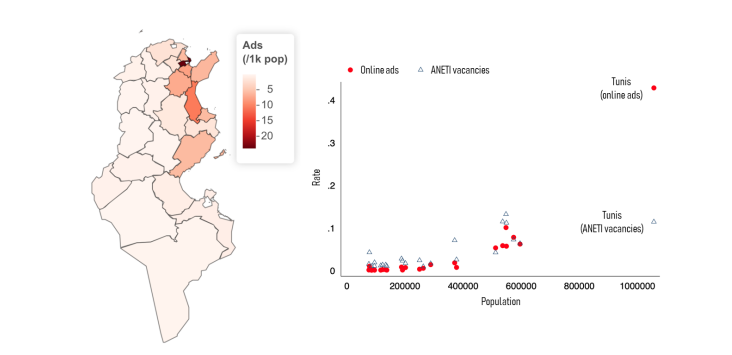 Ads
(/1k pop)
5
10
15
20
Online ads
ANETI vacancies
Tunis
(online ads)
Tunis
(ANETI vacancies)
Rate
.4
.3
.2
.1
0
0
200000
400000
600000
800000
1000000
Population